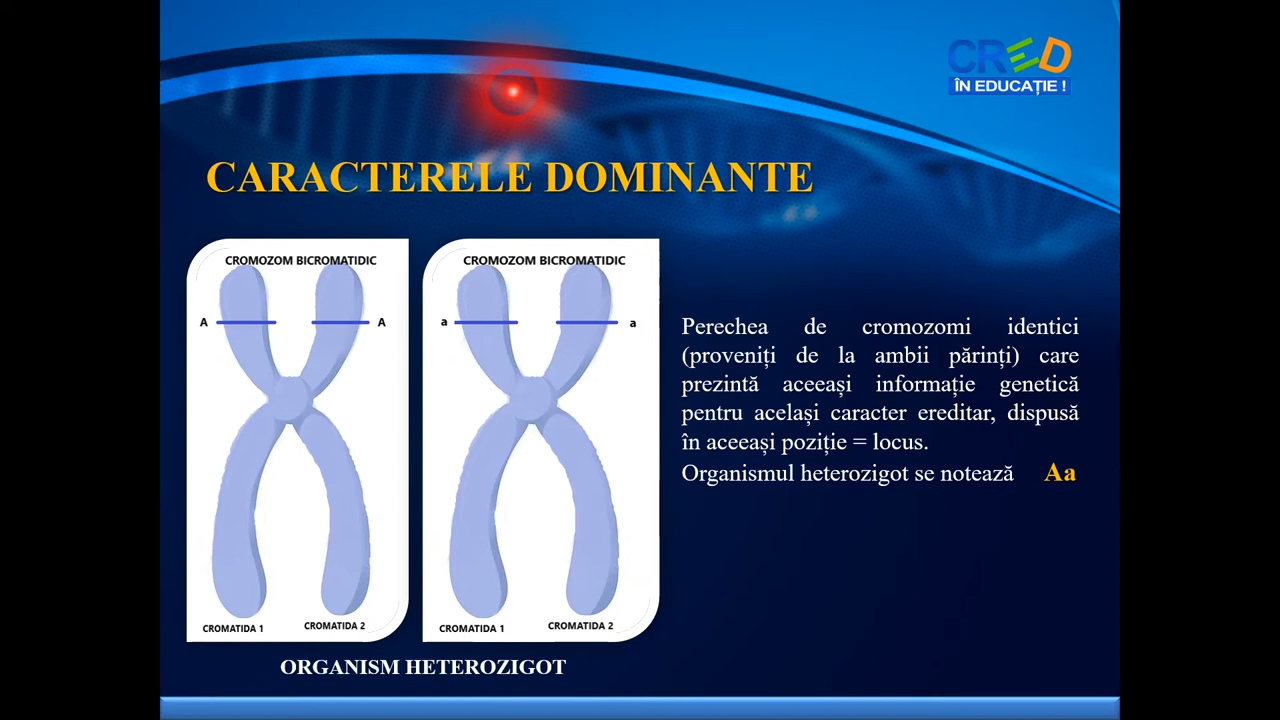 CRED
ÎN EDUCAȚIE !
CARACTERELE DOMINANTE
CROMOZOM BICROMATIDIC
A
A
CROMATIDA 1
CROMATIDA 2
CROMOZOM BICROMATIDIC
a
a
CROMATIDA 1
CROMATIDA 2
ORGANISM HETEROZIGOT
Perechea de cromozomi identici
(proveniți de la ambii părinți) care
prezintă aceeași informație genetică
pentru același caracter ereditar, dispusă
în aceeași poziție = locus.
Organismul heterozigot se notează Aa